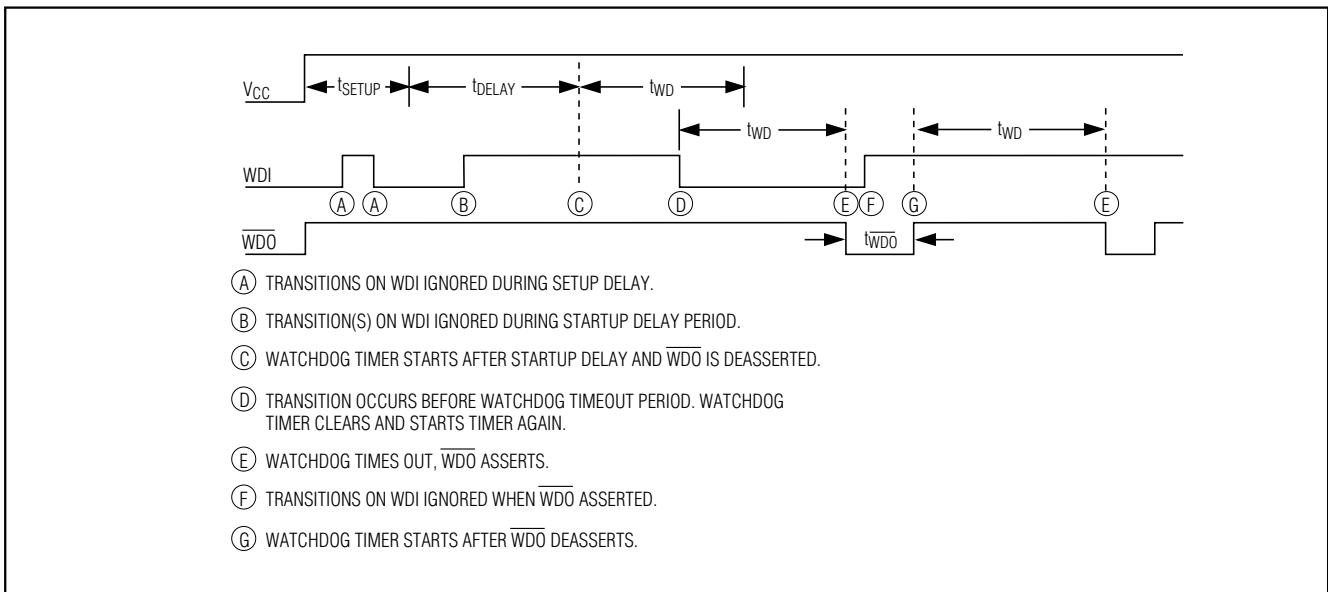 VCC
tSETUP tDELAY tWD
tWD tWD
WDI
A A B C D E F G E
WDO tWDO
A TRANSITIONS ON WDI IGNORED DURING SETUP DELAY.
B TRANSITION(S) ON WDI IGNORED DURING STARTUP DELAY PERIOD.
C WATCHDOG TIMER STARTS AFTER STARTUP DELAY AND WDO IS DEASSERTED.
D TRANSITION OCCURS BEFORE WATCHDOG TIMEOUT PERIOD. WATCHDOG
TIMER CLEARS AND STARTS TIMER AGAIN.
E WATCHDOG TIMES OUT, WDO ASSERTS.
F TRANSITIONS ON WDI IGNORED WHEN WDO ASSERTED.
G WATCHDOG TIMER STARTS AFTER WDO DEASSERTS.